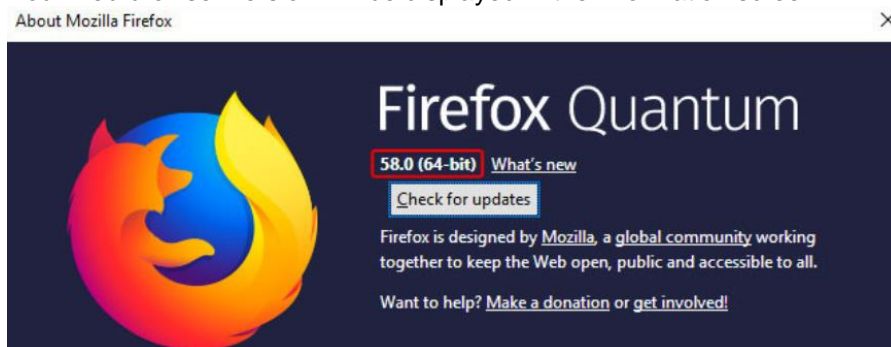 About Mozilla Firefox
Firefox Quantum
58.0 (64-bit) What's new
Check for updates
Firefox is designed by Mozilla, a global community working
together to keep the Web open, public and accessible to all.
Want to help? Make a donation or get involved!